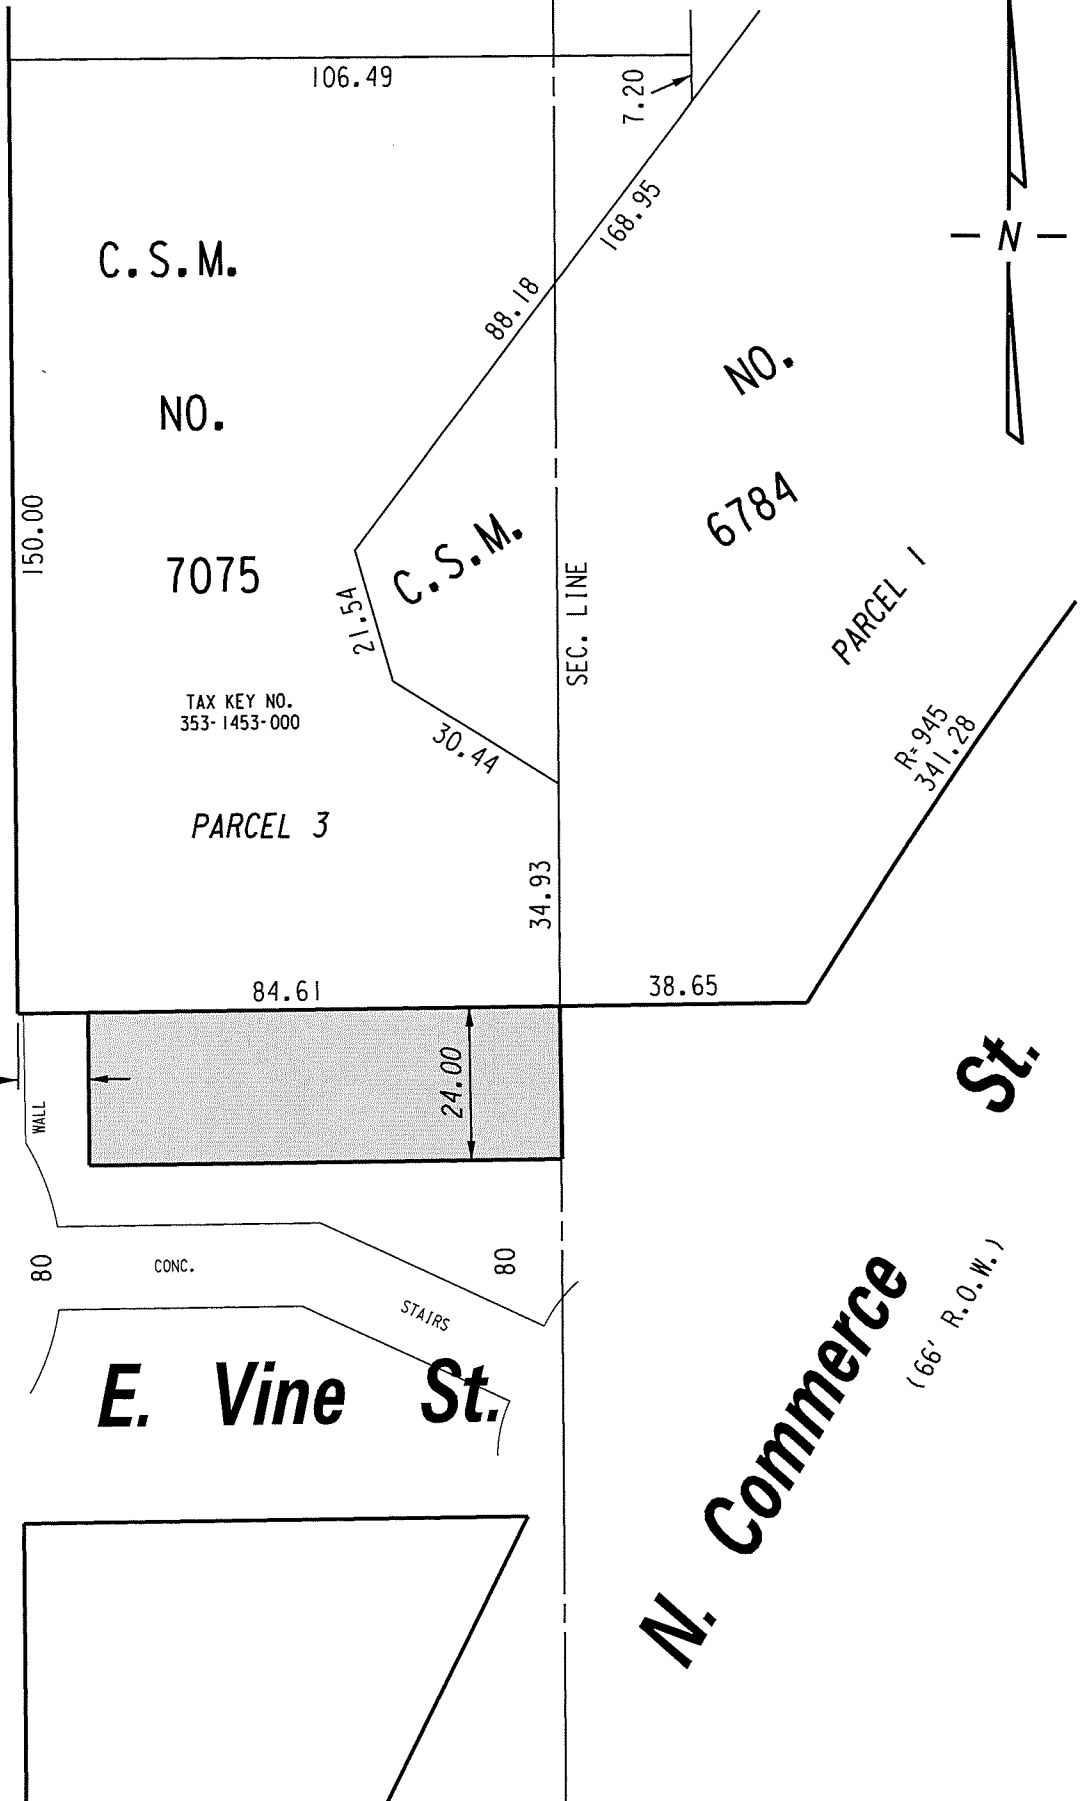 106.49
7.20
168.95
88.18
- N -
C.S.M.
NO.
7075
150.00
C.S.M.
NO.
6784
PARCEL 1
21.54
30.44
SEC. LINE
TAX KEY NO.
353-1453-000
PARCEL 3
R=945
341.28
34.93
84.61
38.65
24.00
WALL
St.
80
CONC.
80
STAIRS
E. Vine St.
N. Commerce
(66' R.O.W.)